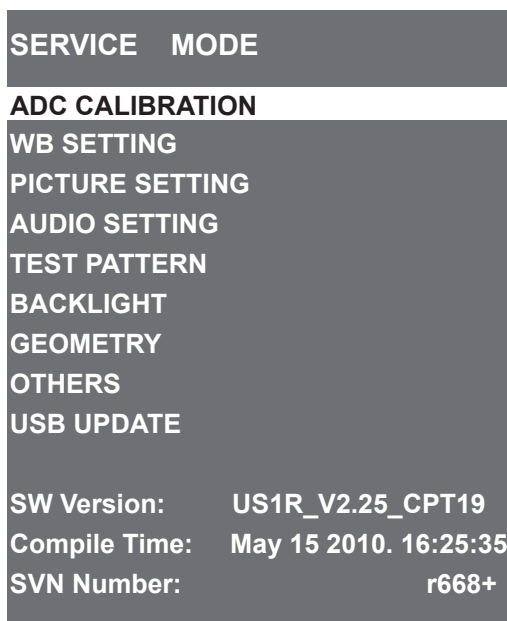 SERVICE MODE
ADC CALIBRATION
WB SETTING
PICTURE SETTING
AUDIO SETTING
TEST PATTERN
BACKLIGHT
GEOMETRY
OTHERS
USB UPDATE
SW Version: US1R_V2.25_CPT19
Compile Time: May 15 2010. 16:25:35
SVN Number: r668+